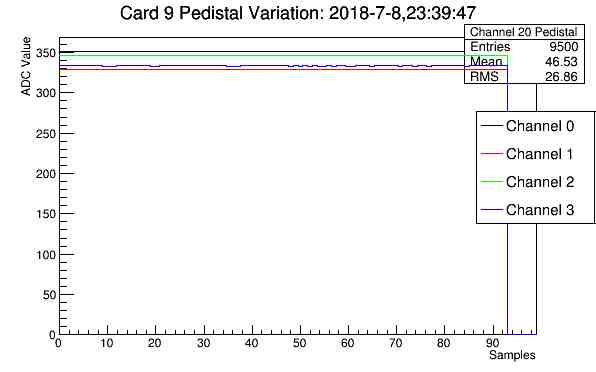 Card 9 Pedistal Variation: 2018-7-8,23:39:47
Channel 20 Pedistal
Entries 9500
Mean 46.53
RMS 26.86
ADC Value
350
300
250
200
150
100
50
0
Channel 0
Channel 1
Channel 2
Channel 3
0 10 20 30 40 50 60 70 80 90
Samples